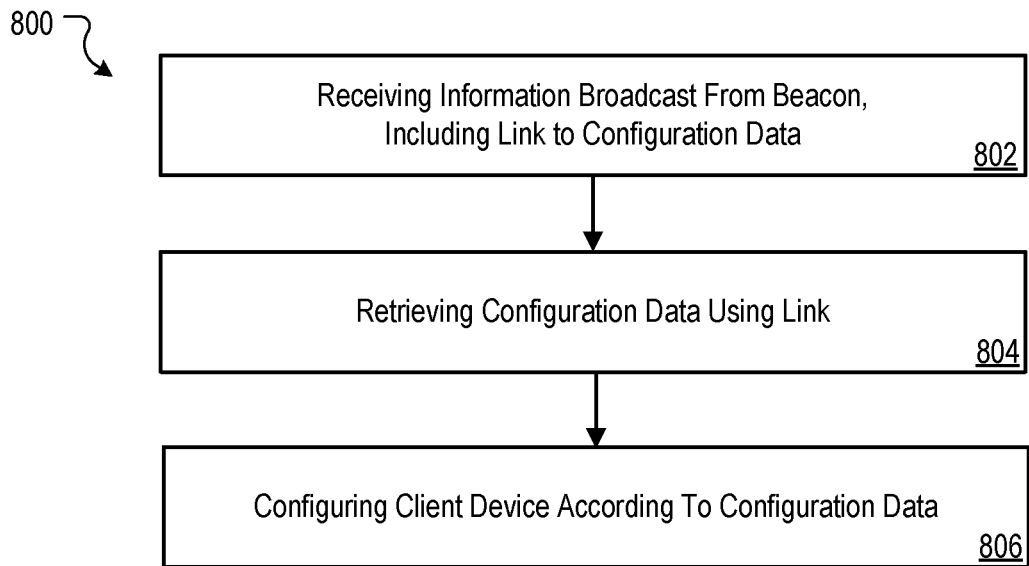 800
Receiving Information Broadcast From Beacon,
Including Link to Configuration Data
802
Retrieving Configuration Data Using Link
804
Configuring Client Device According To Configuration Data
806